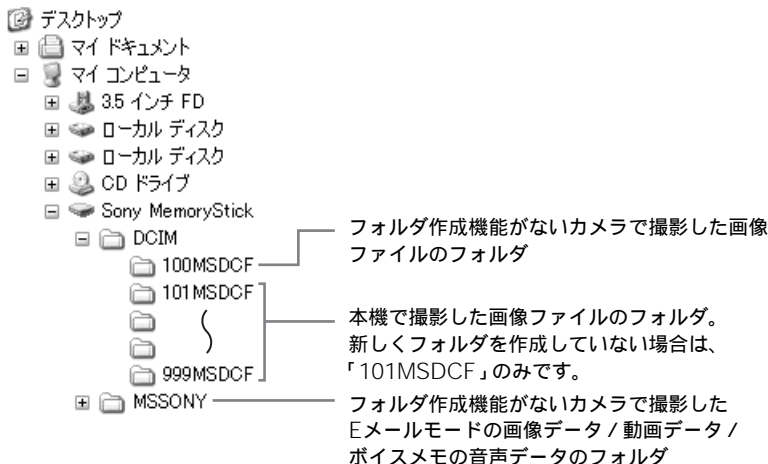 デスクトップ
マイ ドキュメント
マイ コンピュータ
3.5 インチ FD
ローカル ディスク
ローカル ディスク
CD ドライブ
Sony MemoryStick
DCIM
100MSDCF
101MSDCF
999MSDCF
MSSONY
フォルダ作成機能がないカメラで撮影した画像
ファイルのフォルダ
本機で撮影した画像ファイルのフォルダ。
新しくフォルダを作成していない場合は、
「101MSDCF」のみです。
フォルダ作成機能がないカメラで撮影した
Eメールモードの画像データ / 動画データ /
ボイスメモの音声データのフォルダ